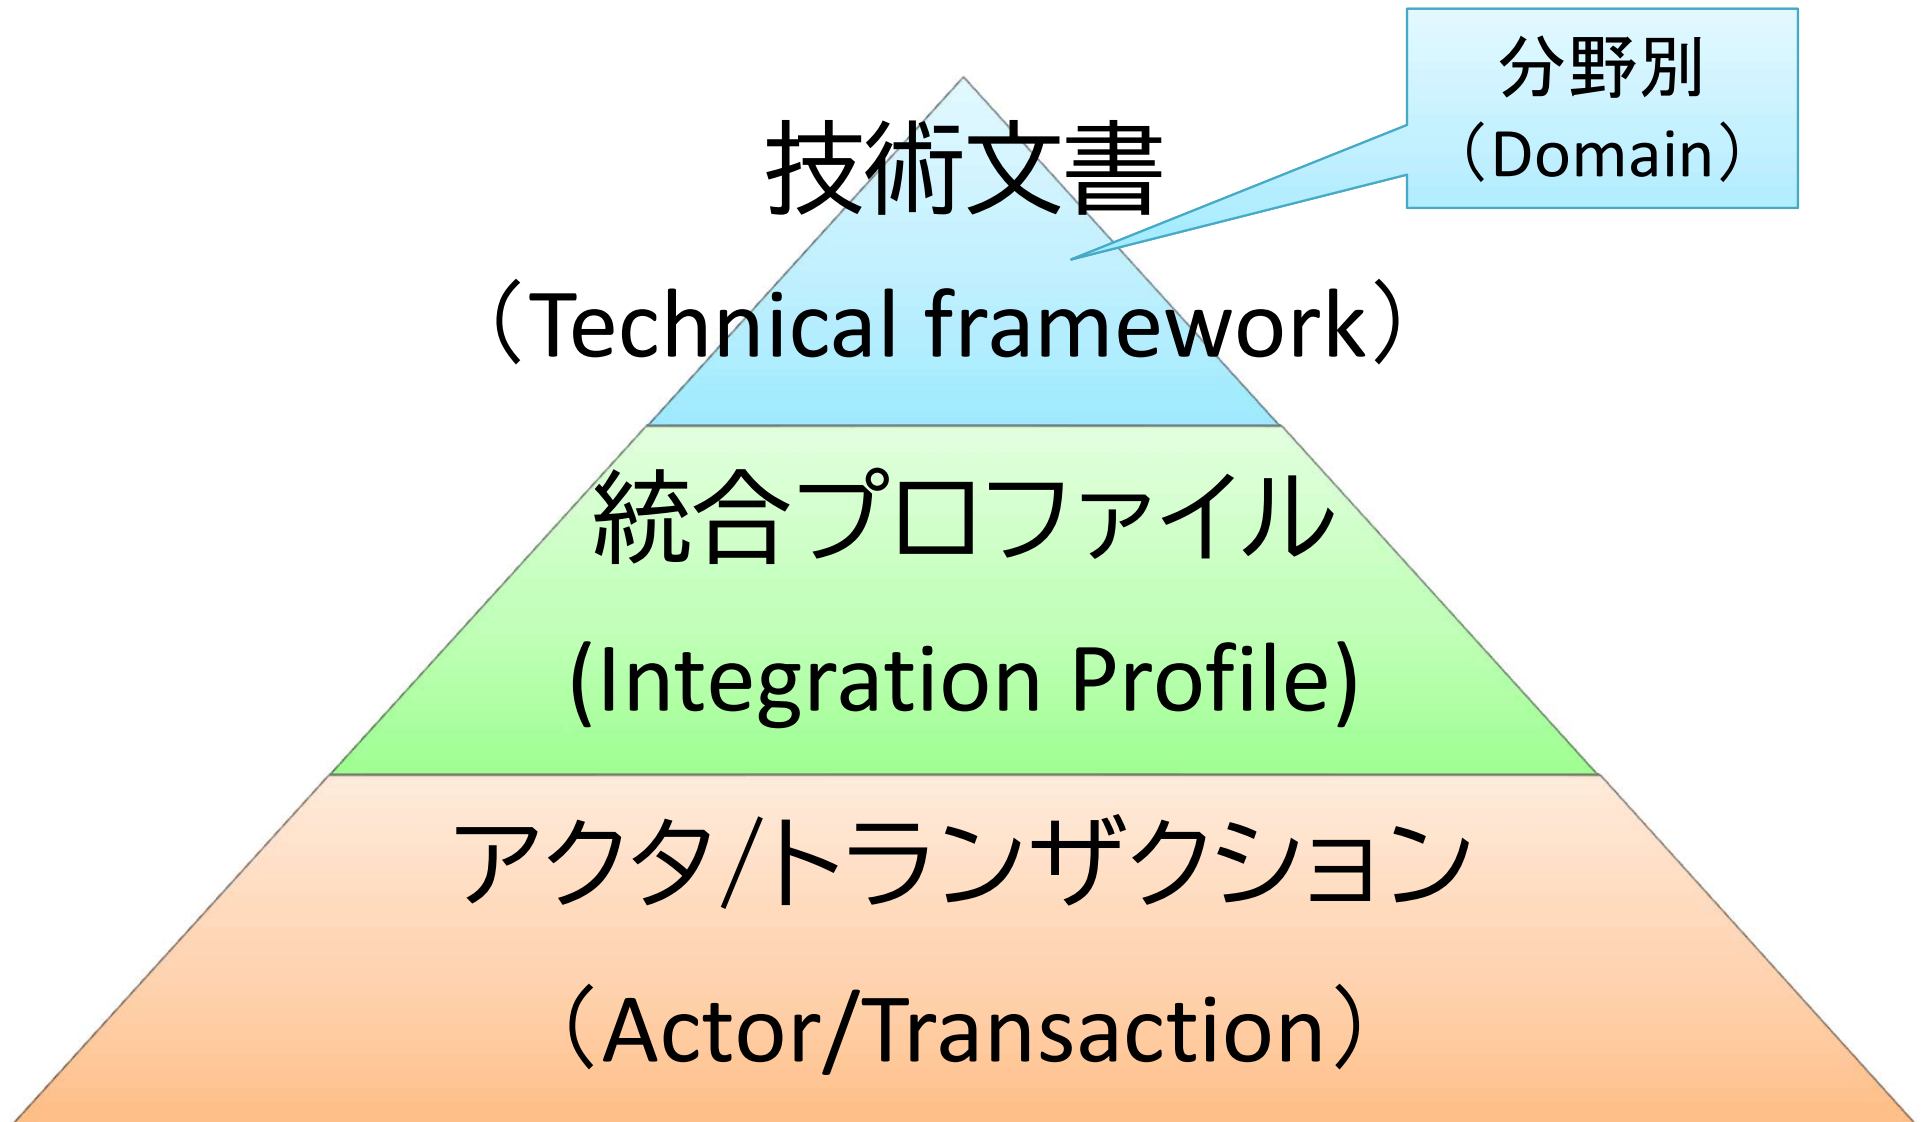 分野別
（Domain）
技術文書
（Technical framework）
統合プロファイル
(Integration Profile)
アクタ/トランザクション
（Actor/Transaction）